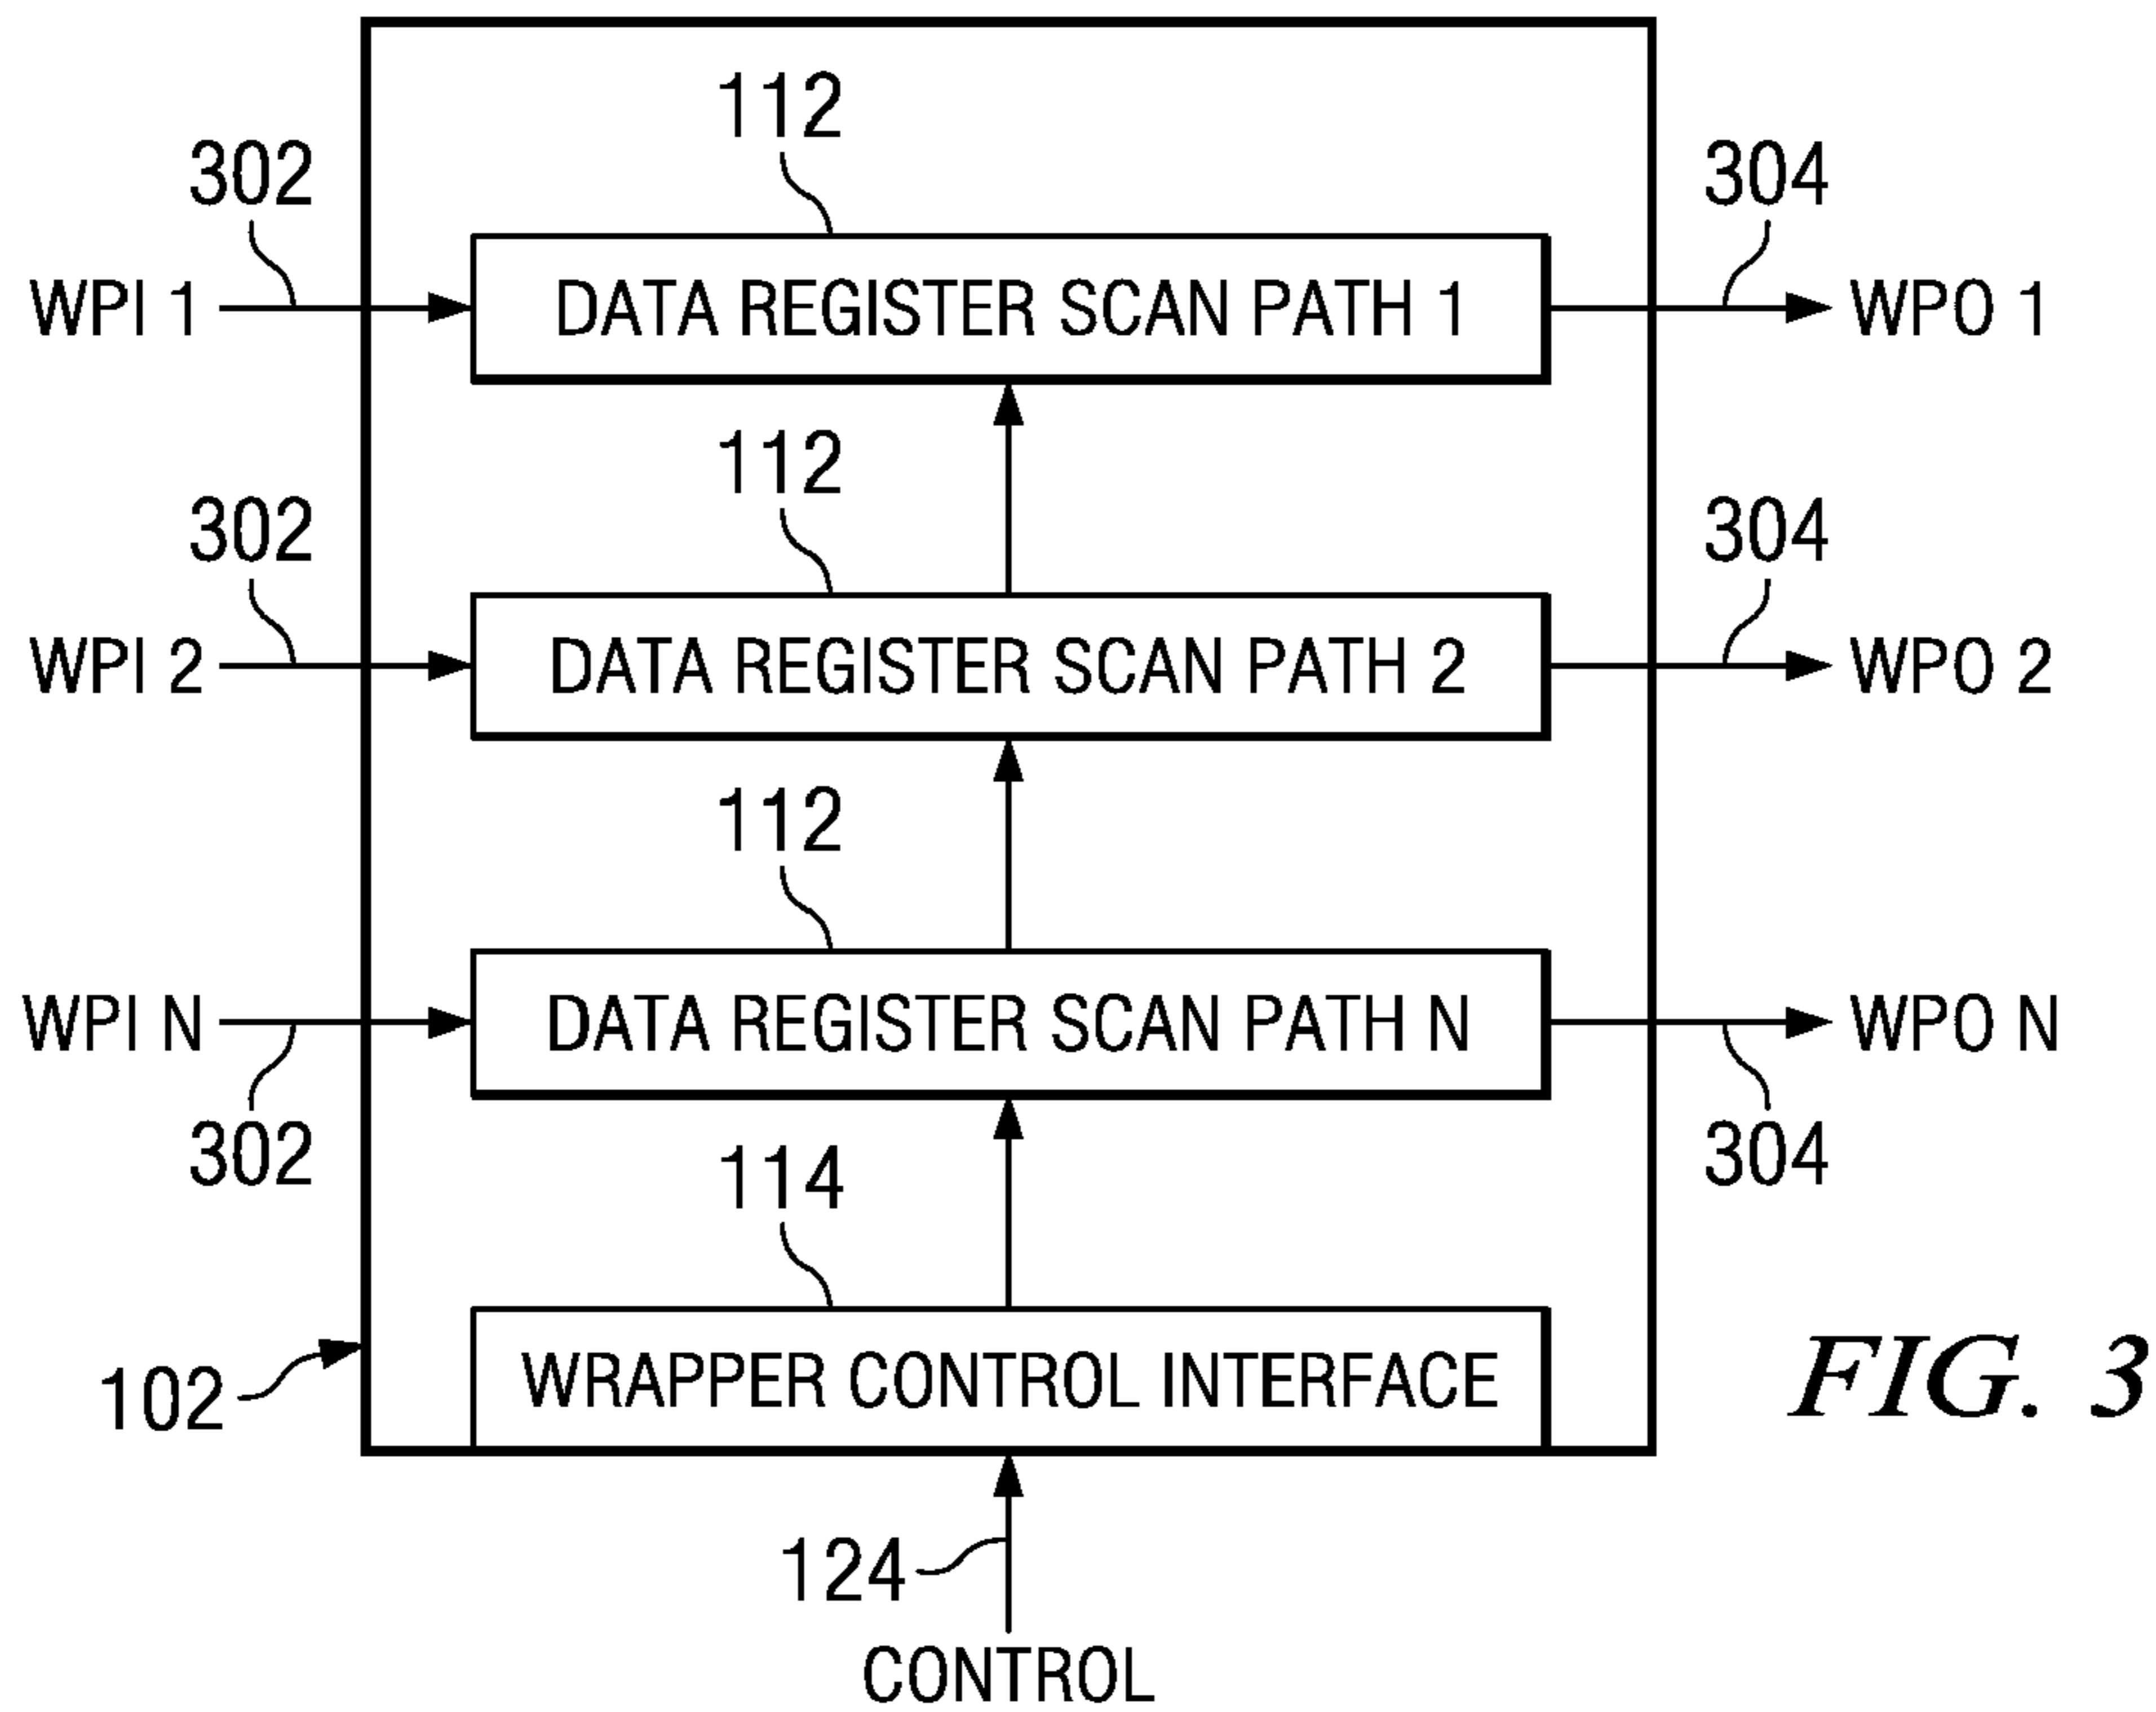 112
302
304
WPI 1
DATA REGISTER SCAN PATH 1
WPO 1
112
302
304
WPI 2
DATA REGISTER SCAN PATH 2
WPO 2
112
WPI N
DATA REGISTER SCAN PATH N
WPO N
302
114
304
102
WRAPPER CONTROL INTERFACE
FIG. 3
124
CONTROL